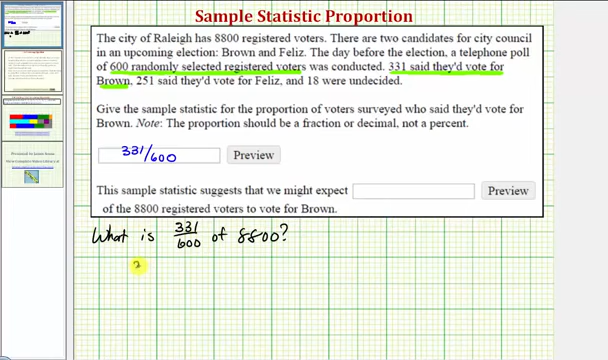 Sample Statistic Proportion
The city of Raleigh has 8800 registered voters. There are two candidates for city council
in an upcoming election: Brown and Feliz. The day before the election, a telephone poll
of 600 randomly selected registered voters was conducted. 331 said they'd vote for
Brown, 251 said they'd vote for Feliz, and 18 were undecided.
Give the sample statistic for the proportion of voters surveyed who said they'd vote for
Brown. Note: The proportion should be a fraction or decimal, not a percent.
331/600 Preview
This sample statistic suggests that we might expect Preview
of the 8800 registered voters to vote for Brown.
What is 331/600 of 8800?